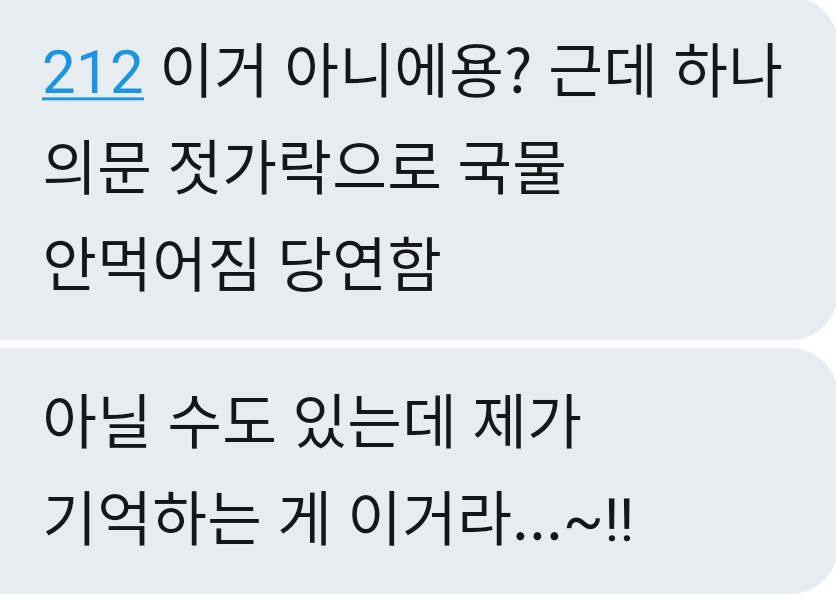 212 이거 아니에용? 근데 하나
의문 젓가락으로 국물
안먹어짐 당연함
아닐 수도 있는데 제가
기억하는 게 이거라...~!!